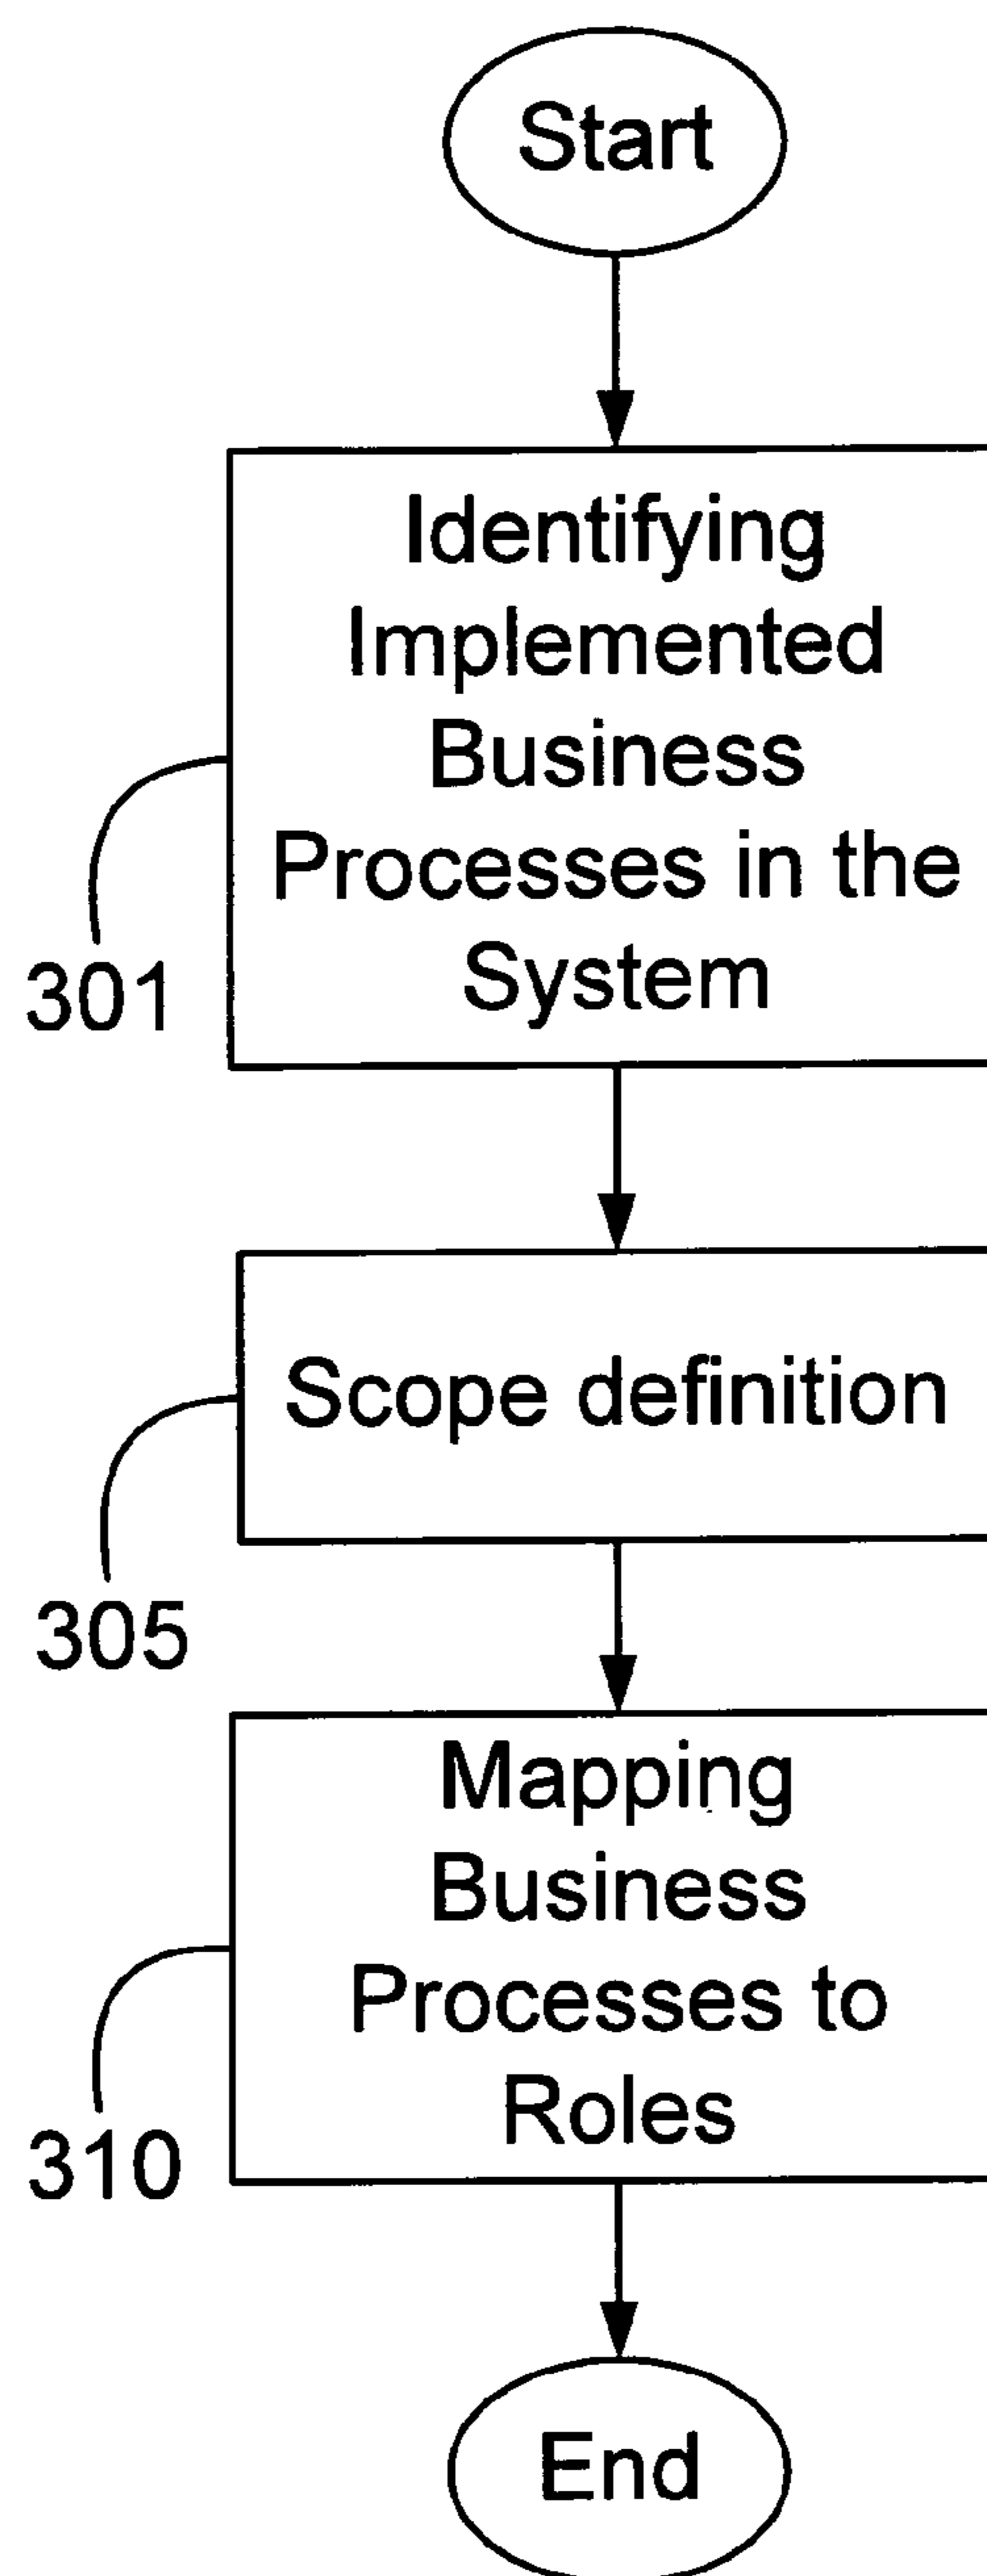 Start
Identifying
Implemented
Business
Processes in the
System
301
Scope definition
305
Mapping
Business
Processes to
Roles
310
End